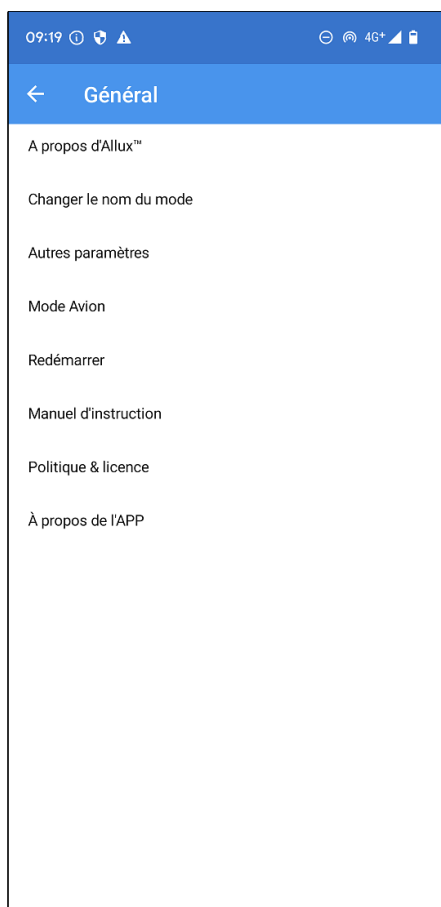 09:19 4G+
Général
A propos d'Allux™
Changer le nom du mode
Autres paramètres
Mode Avion
Redémarrer
Manuel d'instruction
Politique & licence
À propos de l'APP